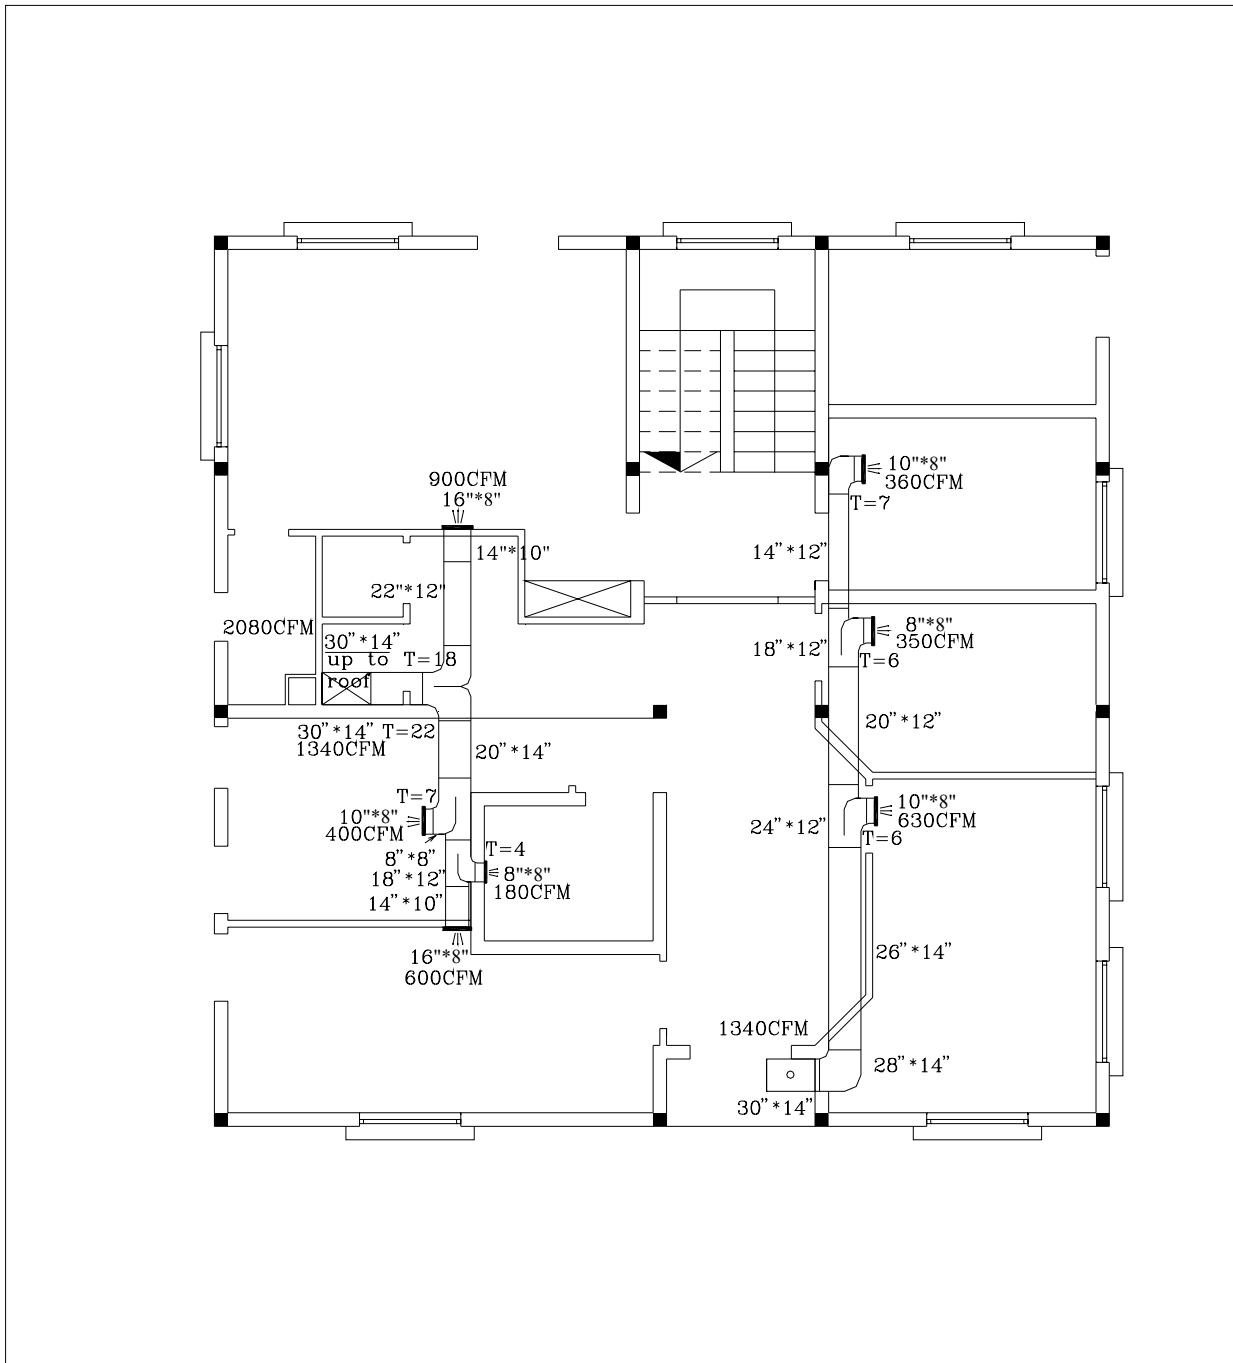 900CFM
16"*8"
10"*8"
360CFM
T=7
14"*10"
14"*12"
22"*12"
2080CFM
8"*8"
350CFM
30"*14"
up to
roof
T=18
18"*12"
T=6
20"*12"
30"*14"
T=22
1340CFM
20"*14"
T=7
10"*8"
400CFM
10"*8"
630CFM
24"*12"
T=6
8"*8"
T=4
18"*12"
8"*8"
180CFM
14"*10"
16"*8"
600CFM
26"*14"
1340CFM
28"*14"
30"*14"